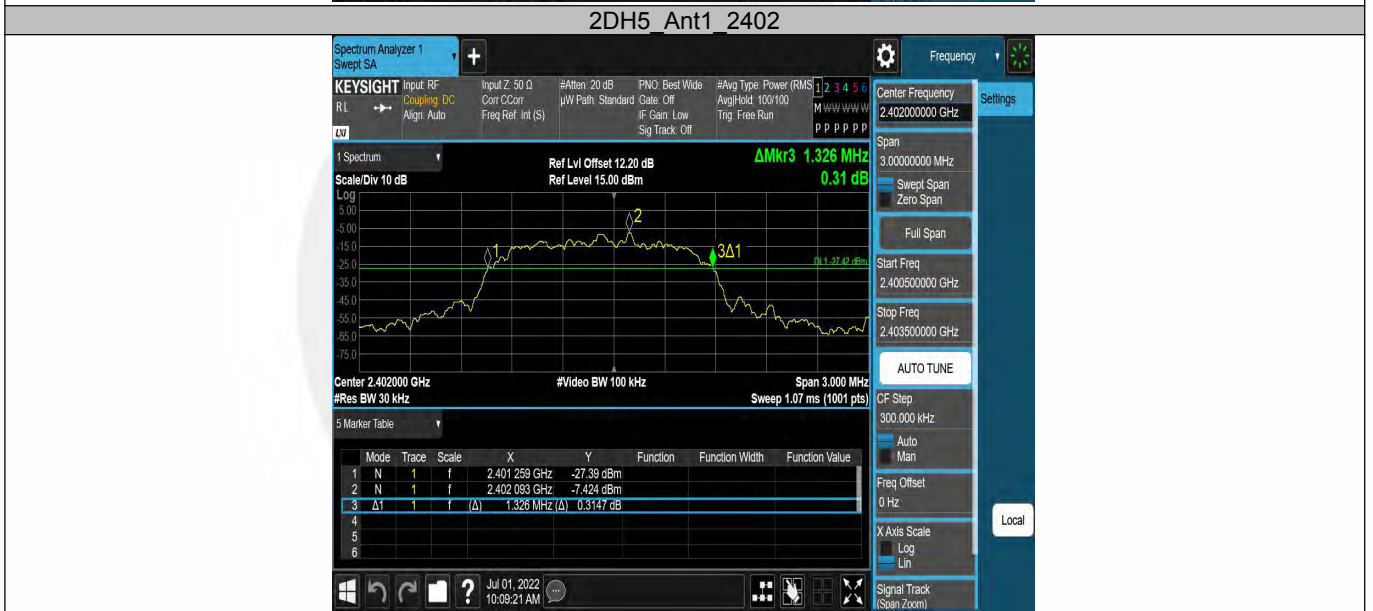 2DH5_Ant1_2402
Spectrum Analyzer 1
Swept SA
+
Frequency
KEYSIGHT
RL
LXI
Input: RF
Coupling: DC
Align: Auto
Input Z: 50 Ω
Corr CCorr
Freq Ref: Int (S)
#Atten: 20 dB
µW Path: Standard
PNO: Best Wide
Gate: Off
IF Gain: Low
Sig Track: Off
#Avg Type: Power (RMS
Avg|Hold: 100/100
Trig: Free Run
1 2 3 4 5 6
M W W W W W
P P P P P P
1 Spectrum
Scale/Div 10 dB
Log
Ref Lvl Offset 12.20 dB
Ref Level 15.00 dBm
ΔMkr3 1.326 MHz
0.31 dB
5.00
-5.00
-15.0
-25.0
-35.0
-45.0
-55.0
-65.0
-75.0
1
2
3Δ1
DL1 -27.42 dBm
Center 2.402000 GHz
#Res BW 30 kHz
#Video BW 100 kHz
Span 3.000 MHz
Sweep 1.07 ms (1001 pts)
5 Marker Table
Mode Trace Scale X Y Function Function Width Function Value
1 N 1 f 2.401 259 GHz -27.39 dBm
2 N 1 f 2.402 093 GHz -7.424 dBm
3 Δ1 1 f (Δ) 1.326 MHz (Δ) 0.3147 dB
4
5
6
?
Jul 01, 2022
10:09:21 AM
Settings
Center Frequency
2.402000000 GHz
Span
3.00000000 MHz
Swept Span
Zero Span
Full Span
Start Freq
2.400500000 GHz
Stop Freq
2.403500000 GHz
AUTO TUNE
CF Step
300.000 kHz
Auto
Man
Freq Offset
0 Hz
X Axis Scale
Log
Lin
Signal Track
(Span Zoom)
Local